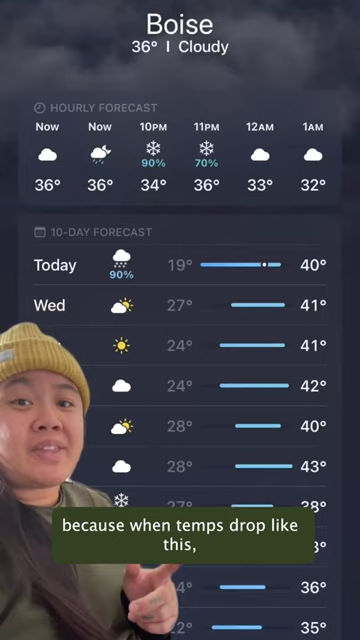 Boise
36° | Cloudy
HOURLY FORECAST
Now Now 10PM 11PM 12AM 1AM
90% 70%
36° 36° 34° 36° 33° 32°
10-DAY FORECAST
Today 90% 19° 40°
Wed 27° 41°
24° 41°
24° 42°
28° 40°
28° 43°
38°
because when temps drop like
this,
36°
35°